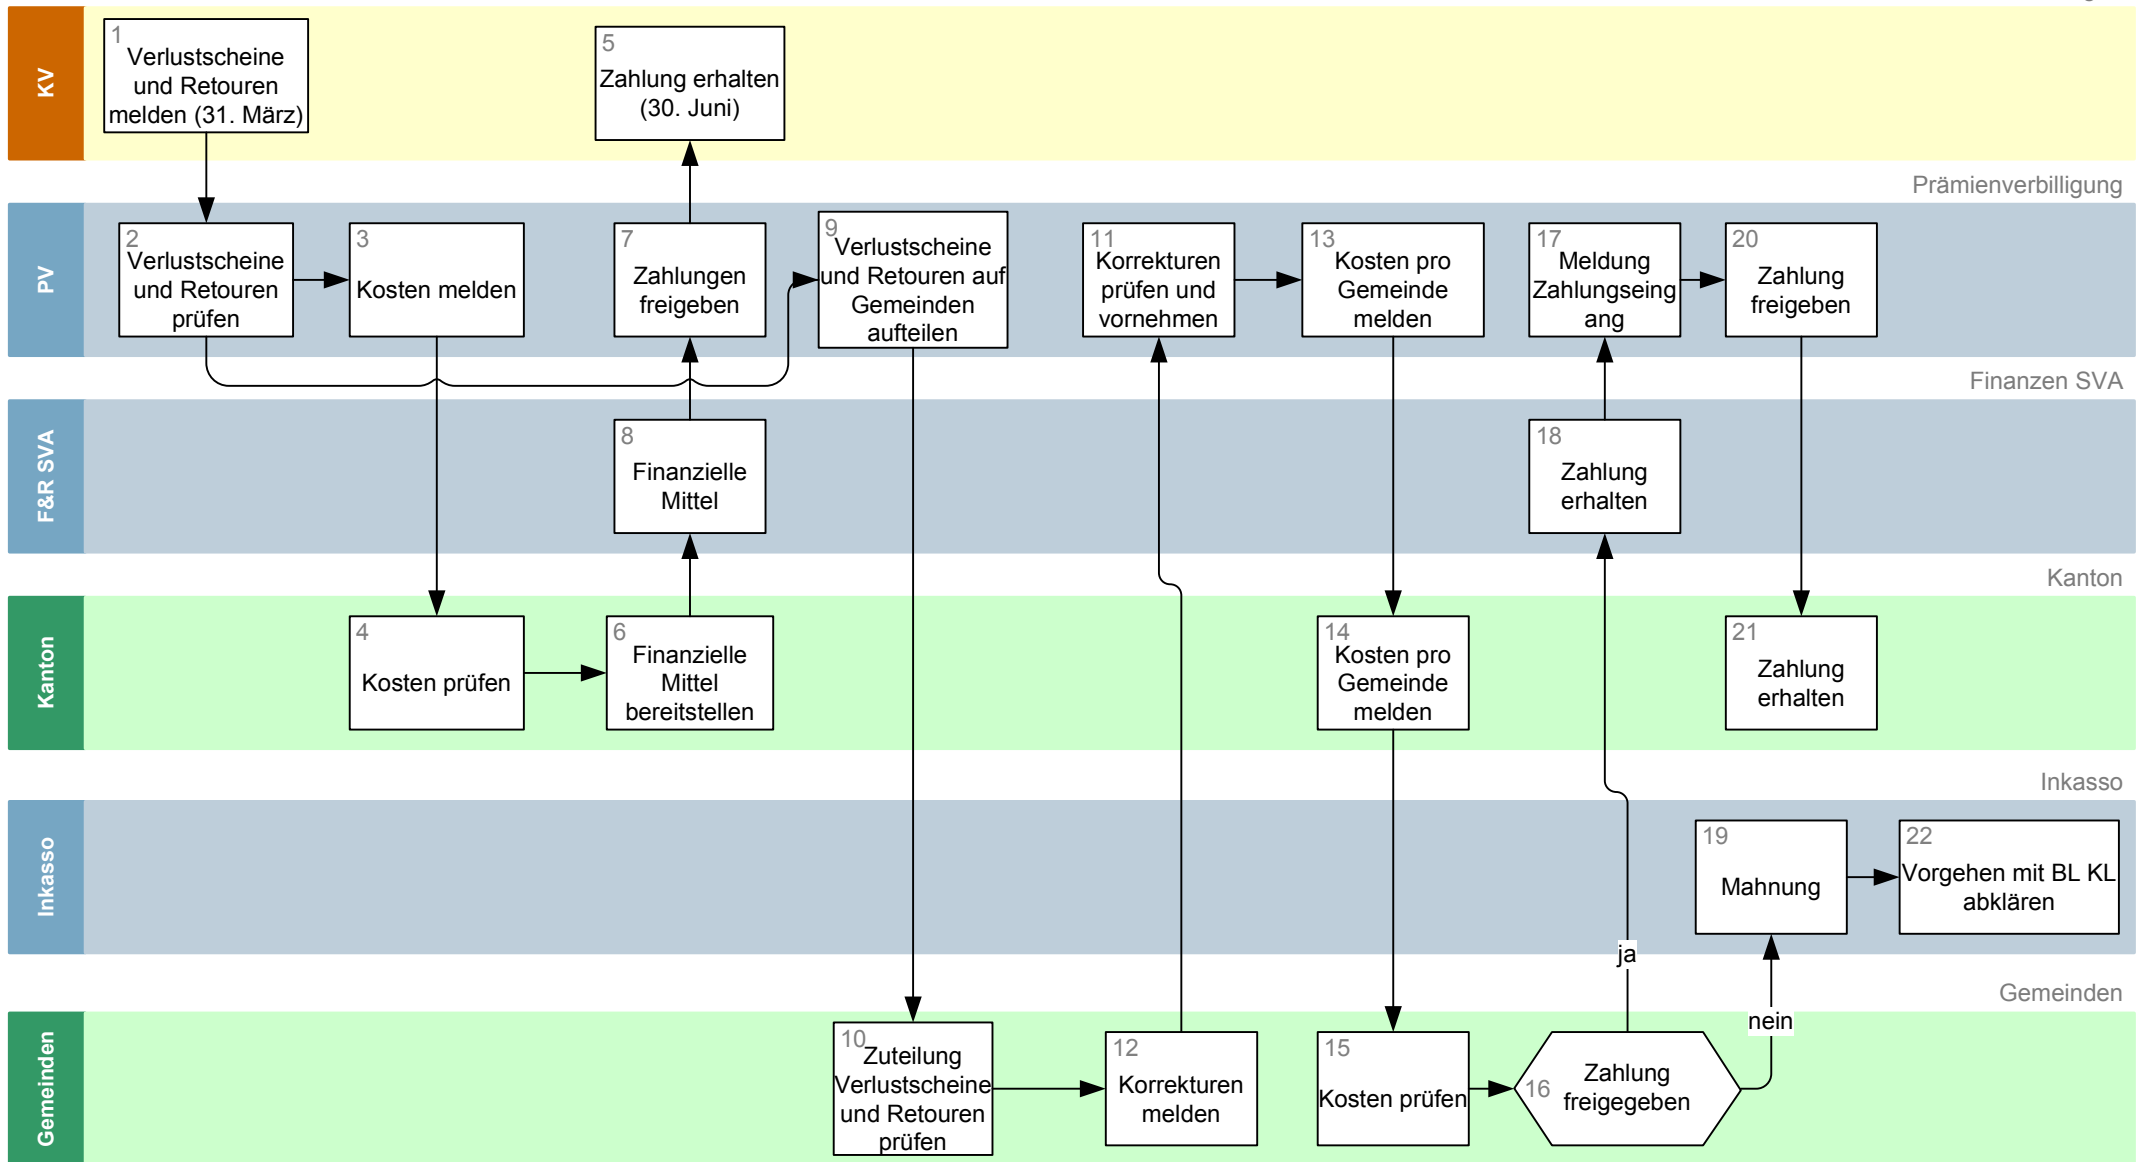 KV
1
Verlustscheine
und Retouren
melden (31. März)
5
Zahlung erhalten
(30. Juni)
Prämienverbilligung
PV
2
Verlustscheine
und Retouren
prüfen
3
Kosten melden
7
Zahlungen
freigeben
9
Verlustscheine
und Retouren auf
Gemeinden
aufteilen
11
Korrekturen
prüfen und
vornehmen
13
Kosten pro
Gemeinde
melden
17
Meldung
Zahlungseing
ang
20
Zahlung
freigeben
Finanzen SVA
F&R SVA
8
Finanzielle
Mittel
18
Zahlung
erhalten
Kanton
Kanton
4
Kosten prüfen
6
Finanzielle
Mittel
bereitstellen
14
Kosten pro
Gemeinde
melden
21
Zahlung
erhalten
Inkasso
Inkasso
19
Mahnung
22
Vorgehen mit BL KL
abklären
ja
nein
Gemeinden
Gemeinden
10
Zuteilung
Verlustscheine
und Retouren
prüfen
12
Korrekturen
melden
15
Kosten prüfen
16
Zahlung
freigegeben